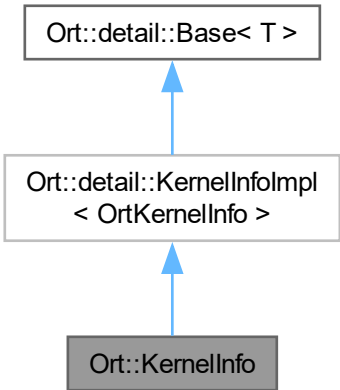 Ort::detail::Base< T >
Ort::detail::KernelInfoImpl
< OrtKernelInfo >
Ort::KernelInfo